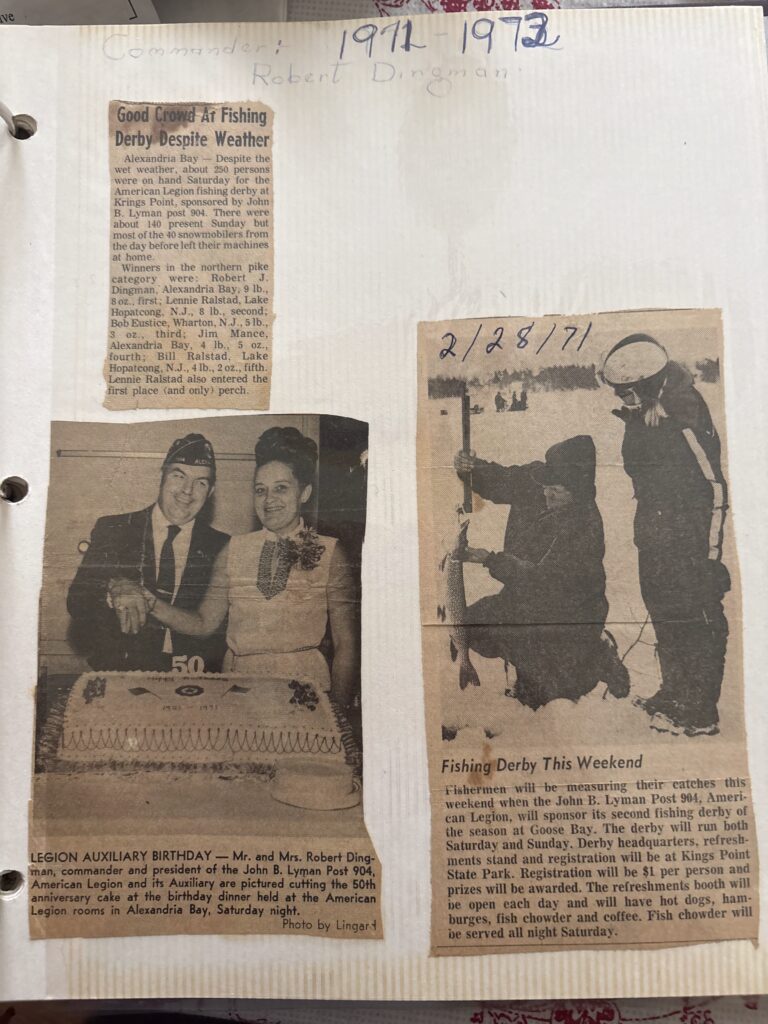 ive
Commander: 1971 - 1972
Robert Dingman
Good Crowd At Fishing
Derby Despite Weather
Alexandria Bay — Despite the
wet weather, about 250 persons
were on hand Saturday for the
American Legion fishing derby at
Krings Point, sponsored by John
B. Lyman post 904. There were
about 140 present Sunday but
most of the 40 snowmobilers from
the day before left their machines
at home.
Winners in the northern pike
category were: Robert J.
Dingman, Alexandria Bay, 9 lb.,
8 oz., first; Lennie Ralstad, Lake
Hopatcong, N.J., 8 lb., second;
Bob Eustice, Wharton, N.J., 5 lb.,
3 oz., third; Jim Mance,
Alexandria Bay, 4 lb., 5 oz.,
fourth; Bill Ralstad, Lake
Hopatcong, N.J., 4 lb., 2 oz., fifth.
Lennie Ralstad also entered the
first place (and only) perch.
50
1921 - 1971
LEGION AUXILIARY BIRTHDAY — Mr. and Mrs. Robert Ding-
man, commander and president of the John B. Lyman Post 904,
American Legion and its Auxiliary are pictured cutting the 50th
anniversary cake at the birthday dinner held at the American
Legion rooms in Alexandria Bay, Saturday night.
Photo by Lingard
2/28/71
Fishing Derby This Weekend
Fishermen will be measuring their catches this
weekend when the John B. Lyman Post 904, Ameri-
can Legion, will sponsor its second fishing derby of
the season at Goose Bay. The derby will run both
Saturday and Sunday. Derby headquarters, refresh-
ments stand and registration will be at Kings Point
State Park. Registration will be $1 per person and
prizes will be awarded. The refreshments booth will
be open each day and will have hot dogs, ham-
burges, fish chowder and coffee. Fish chowder will
be served all night Saturday.